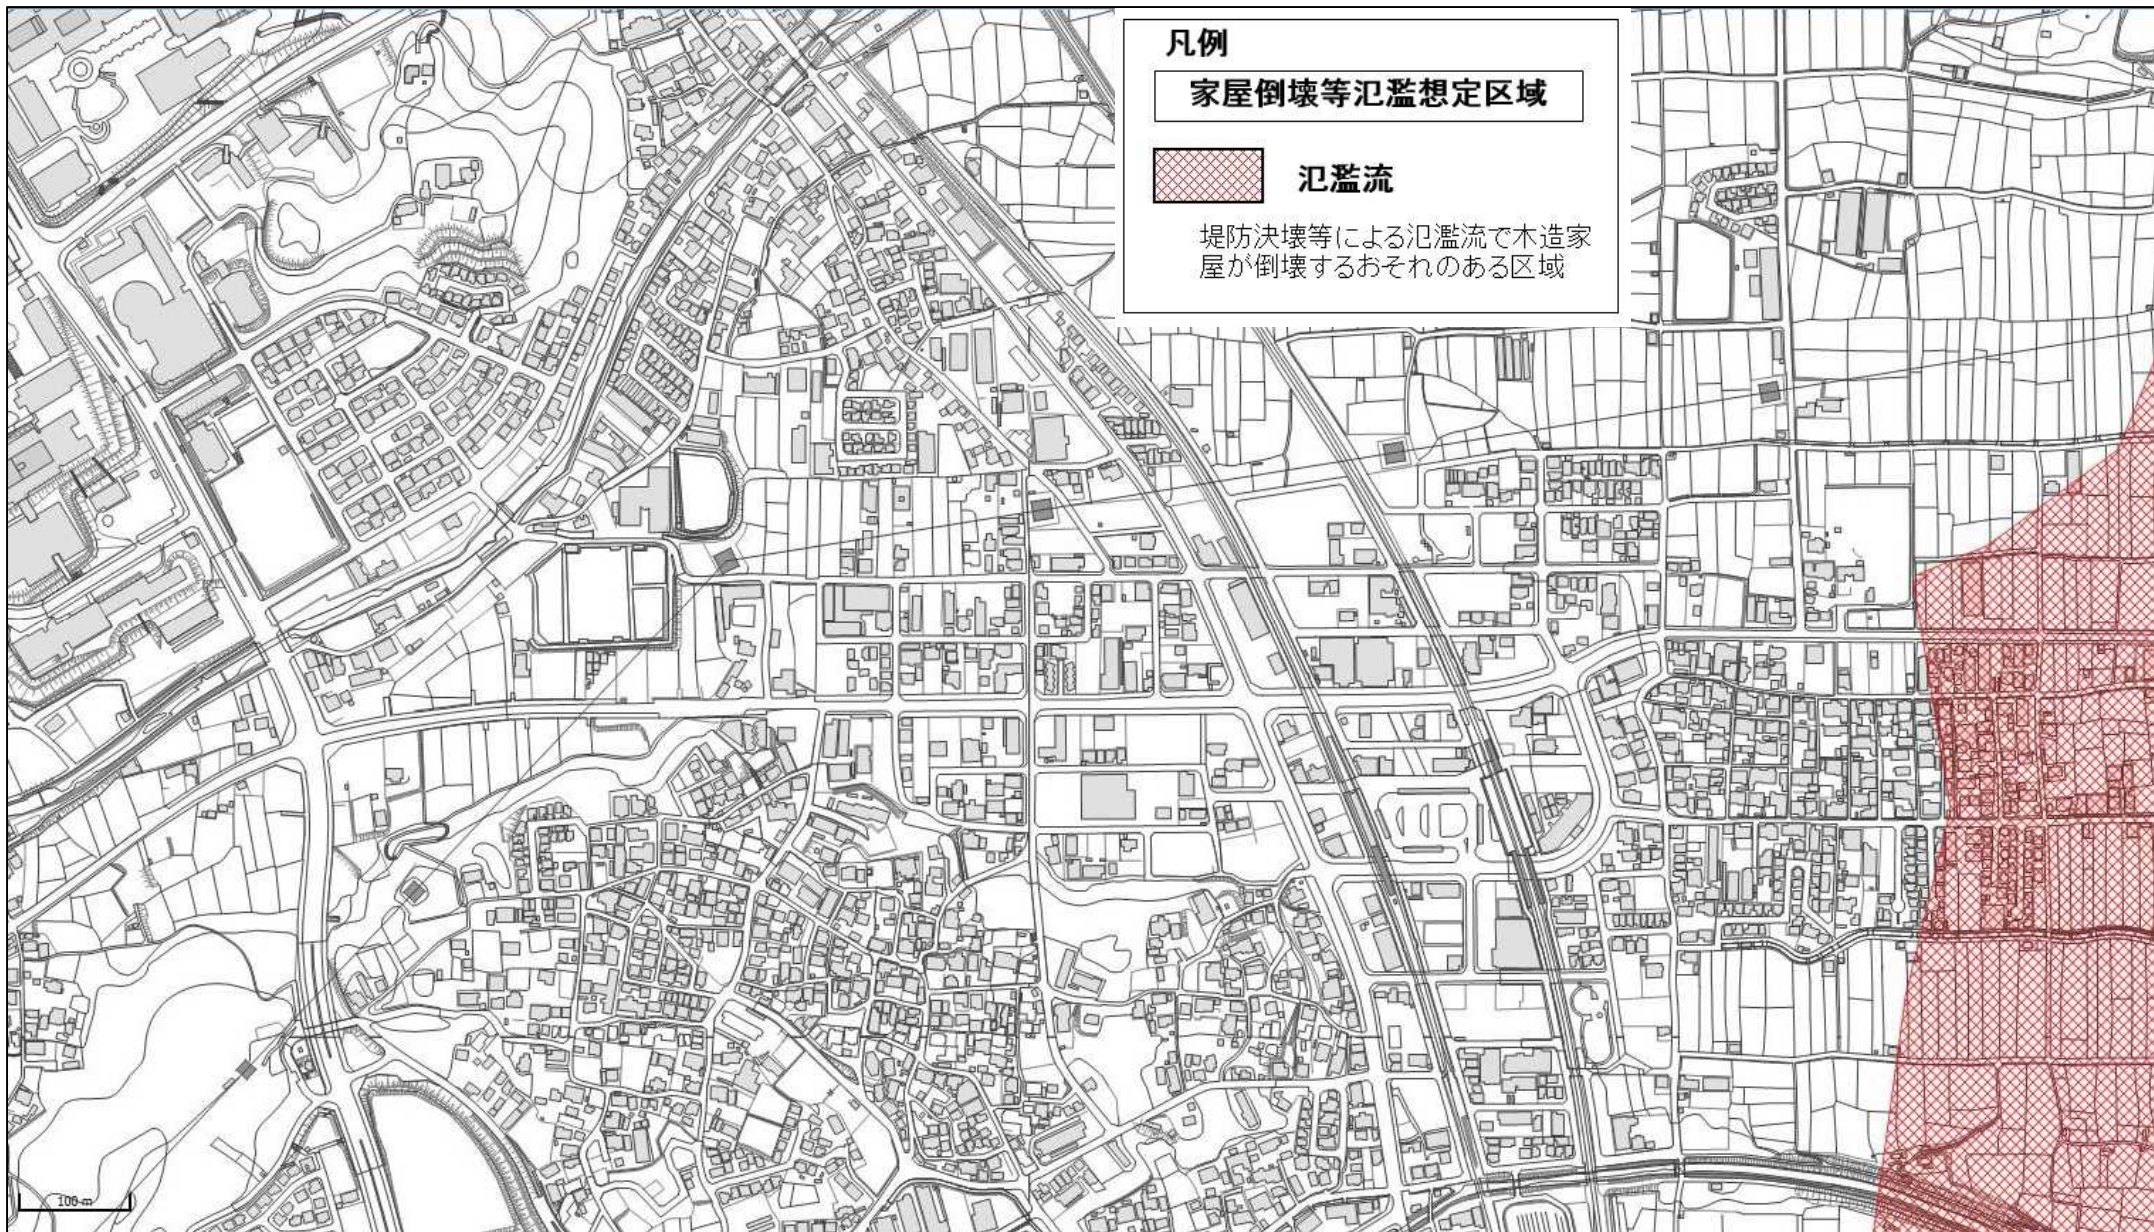 凡例
家屋倒壊等氾濫想定区域
氾濫流
堤防決壊等による氾濫流で木造家
屋が倒壊するおそれのある区域
100 m